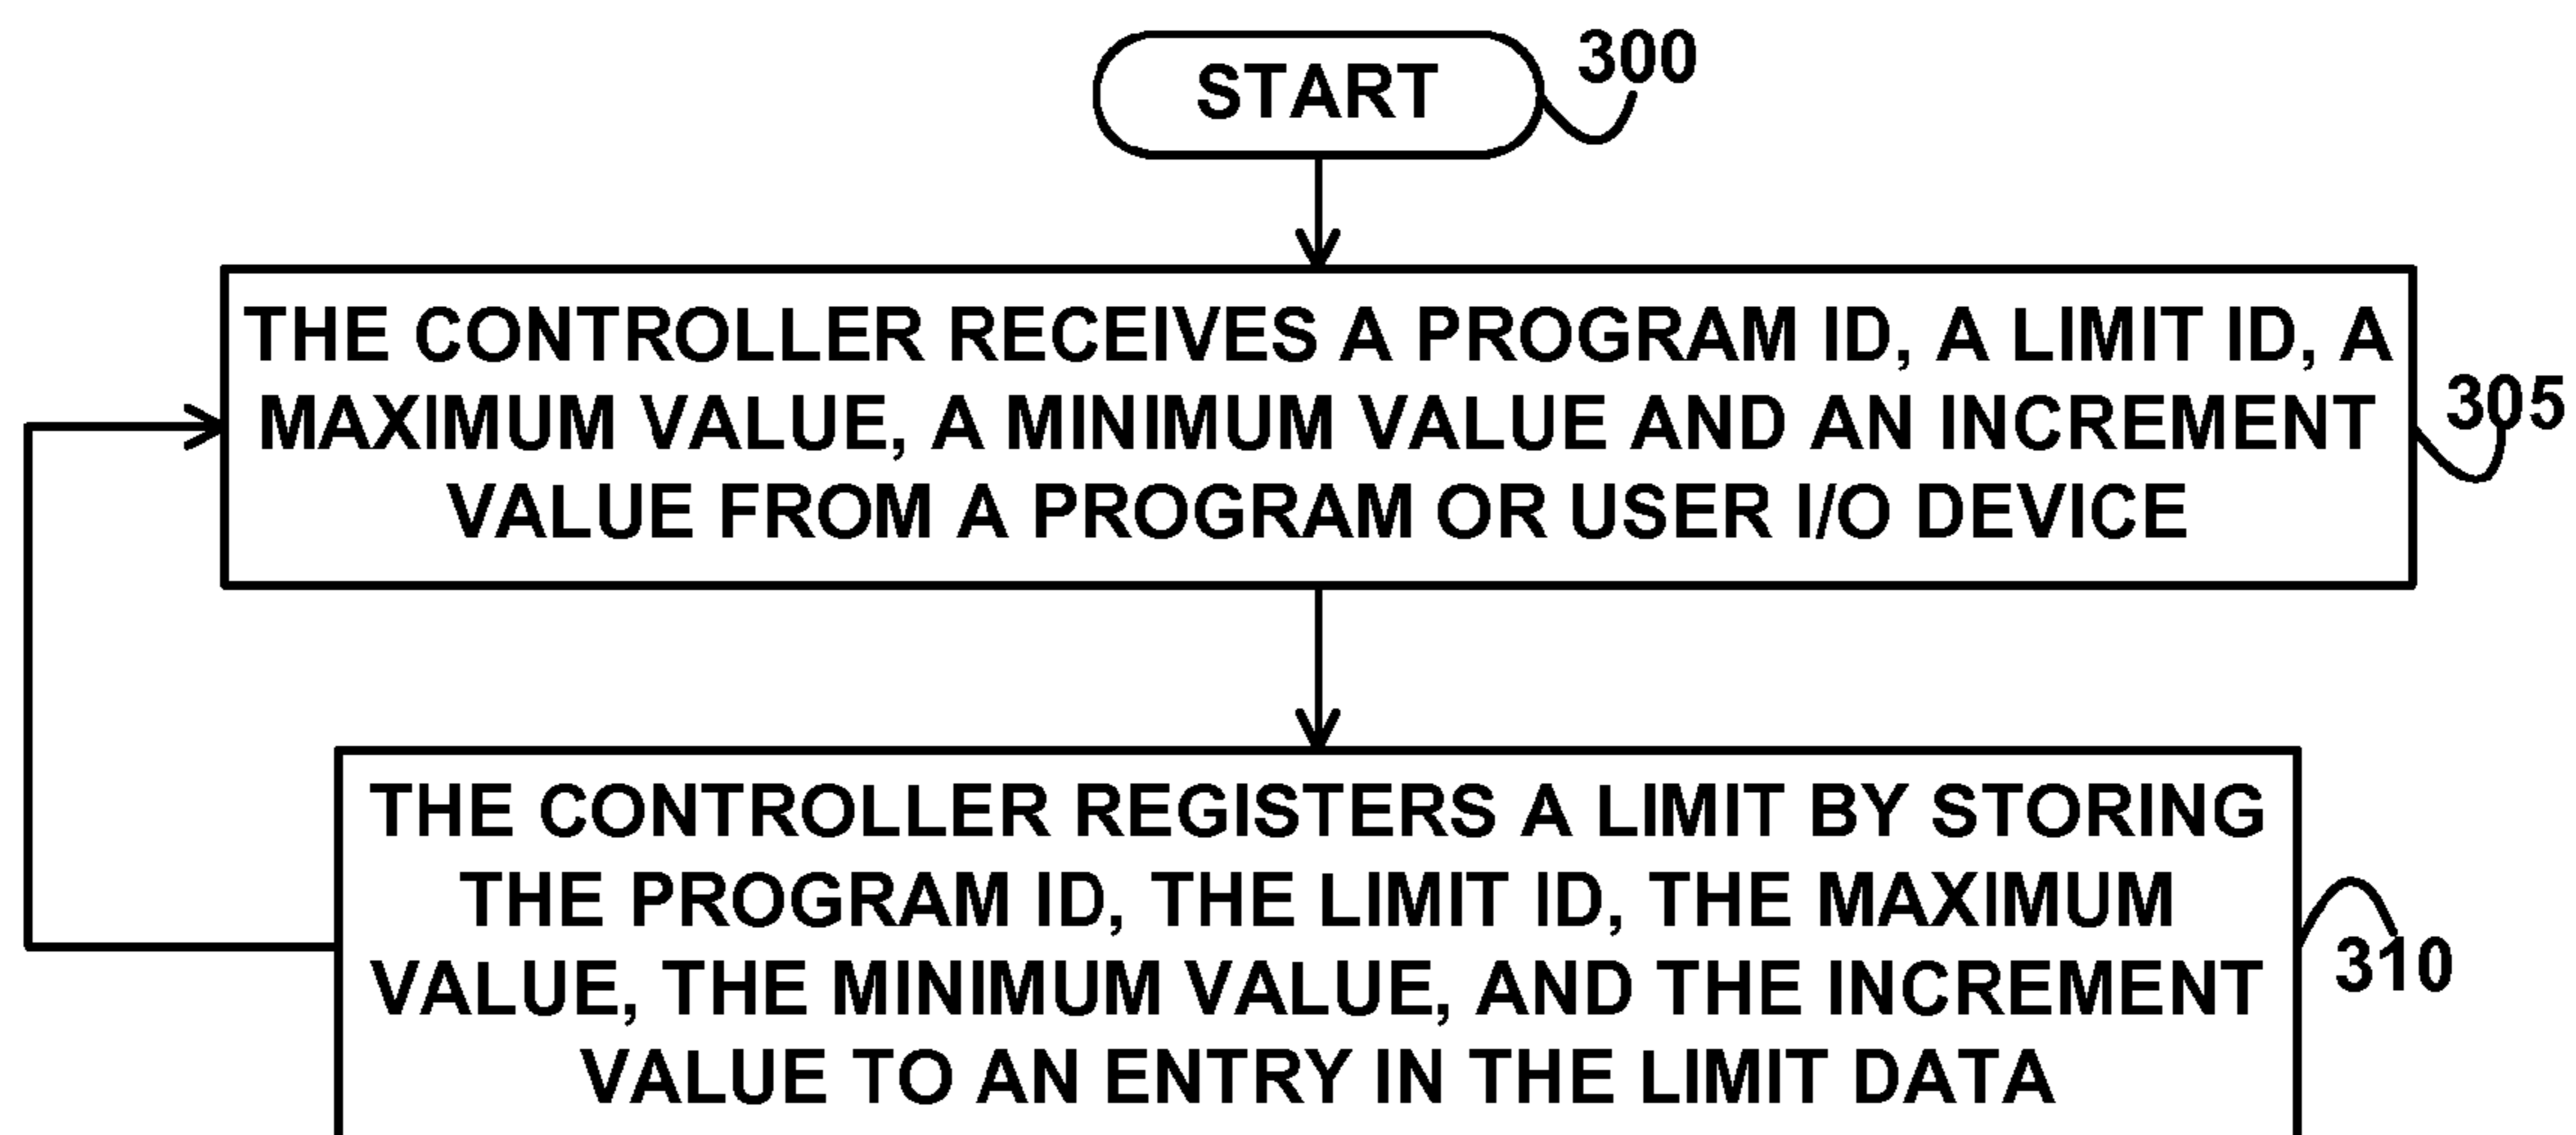 START
300
THE CONTROLLER RECEIVES A PROGRAM ID, A LIMIT ID, A
MAXIMUM VALUE, A MINIMUM VALUE AND AN INCREMENT
VALUE FROM A PROGRAM OR USER I/O DEVICE
305
THE CONTROLLER REGISTERS A LIMIT BY STORING
THE PROGRAM ID, THE LIMIT ID, THE MAXIMUM
VALUE, THE MINIMUM VALUE, AND THE INCREMENT
VALUE TO AN ENTRY IN THE LIMIT DATA
310